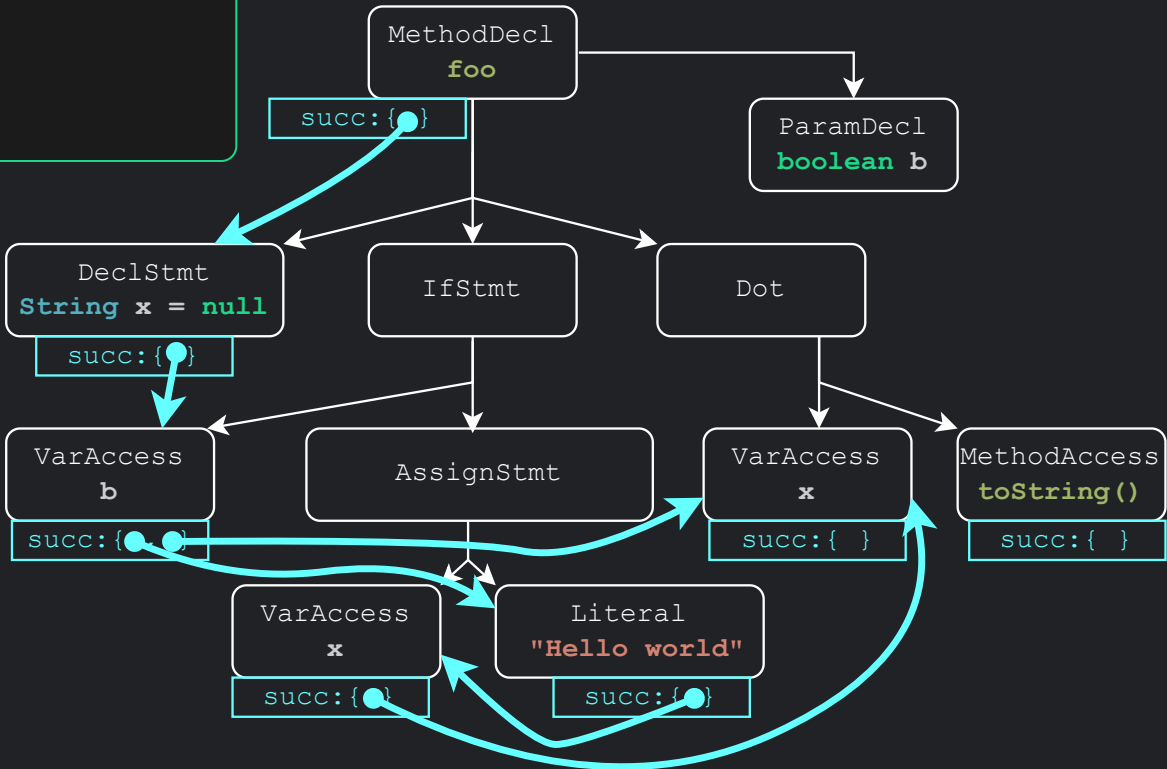 MethodDecl
foo
succ:{ }
ParamDecl
boolean b
DeclStmt
String x = null
succ:{ }
IfStmt
Dot
VarAccess
b
succ:{ , }
AssignStmt
VarAccess
x
succ:{ }
MethodAccess
toString()
succ:{ }
VarAccess
x
succ:{ }
Literal
"Hello world"
succ:{ }